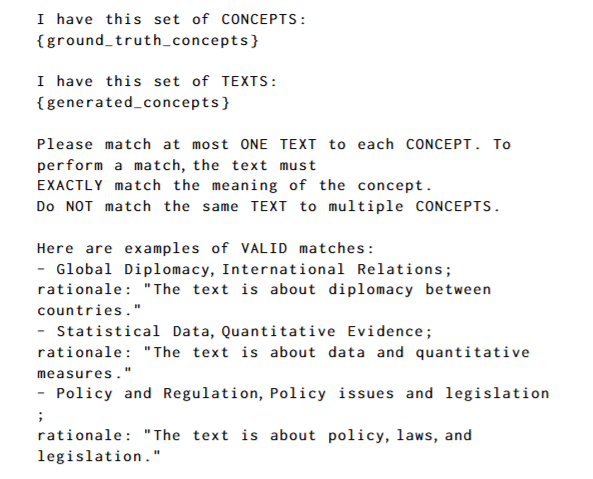 I have this set of CONCEPTS:
{ground_truth_concepts}
I have this set of TEXTS:
{generated_concepts}
Please match at most ONE TEXT to each CONCEPT. To
perform a match, the text must
EXACTLY match the meaning of the concept.
Do NOT match the same TEXT to multiple CONCEPTS.
Here are examples of VALID matches:
- Global Diplomacy, International Relations;
rationale: "The text is about diplomacy between
countries."
- Statistical Data, Quantitative Evidence;
rationale: "The text is about data and quantitative
measures."
- Policy and Regulation, Policy issues and legislation
;
rationale: "The text is about policy, laws, and
legislation."